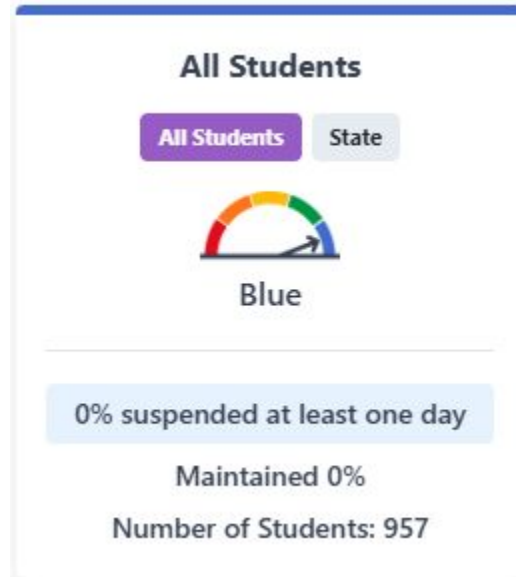 All Students
All Students State
Blue
0% suspended at least one day
Maintained 0%
Number of Students: 957